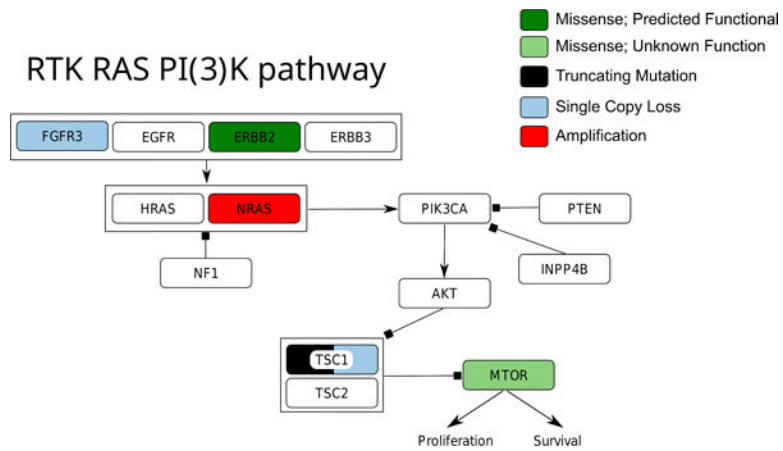 Missense; Predicted Functional
Missense; Unknown Function
RTK RAS PI(3)K pathway
Truncating Mutation
Single Copy Loss
Amplification
FGFR3 EGFR ERBB2 ERBB3
HRAS NRAS PIK3CA PTEN
NF1 INPP4B
AKT
TSC1
MTOR
TSC2
Proliferation Survival